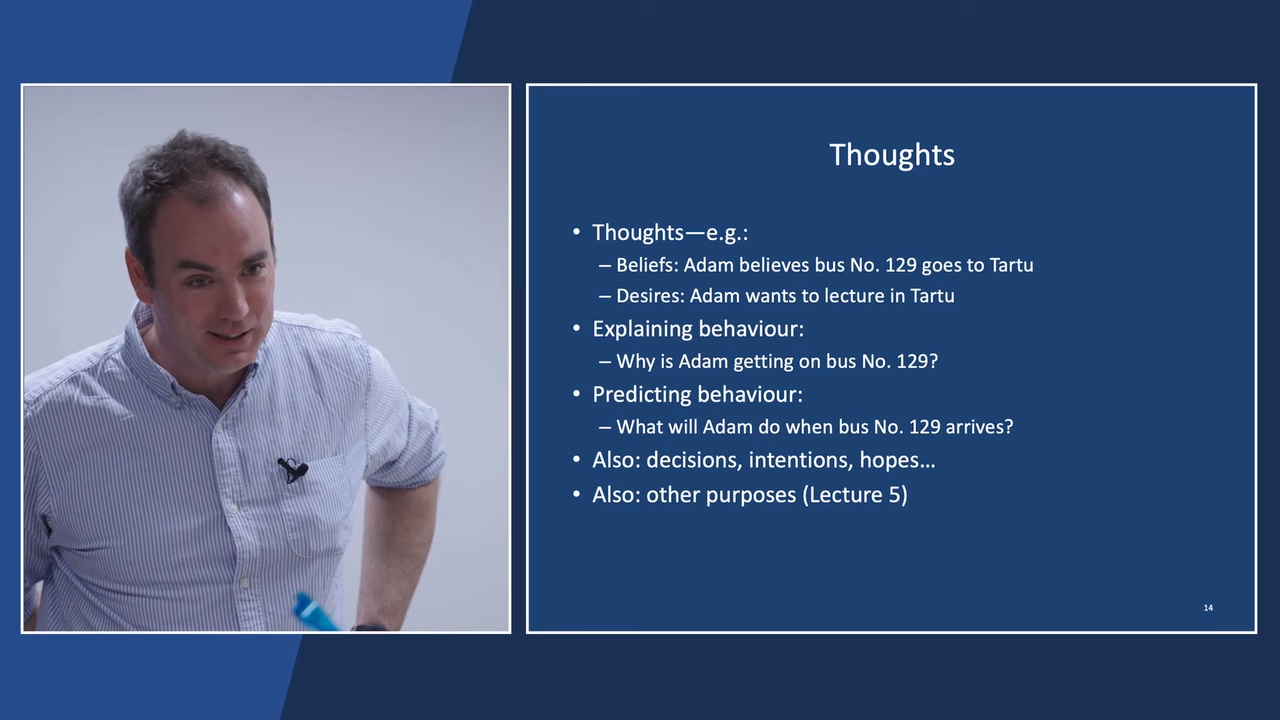 Thoughts
• Thoughts—e.g.:
– Beliefs: Adam believes bus No. 129 goes to Tartu
– Desires: Adam wants to lecture in Tartu
• Explaining behaviour:
– Why is Adam getting on bus No. 129?
• Predicting behaviour:
– What will Adam do when bus No. 129 arrives?
• Also: decisions, intentions, hopes…
• Also: other purposes (Lecture 5)
14